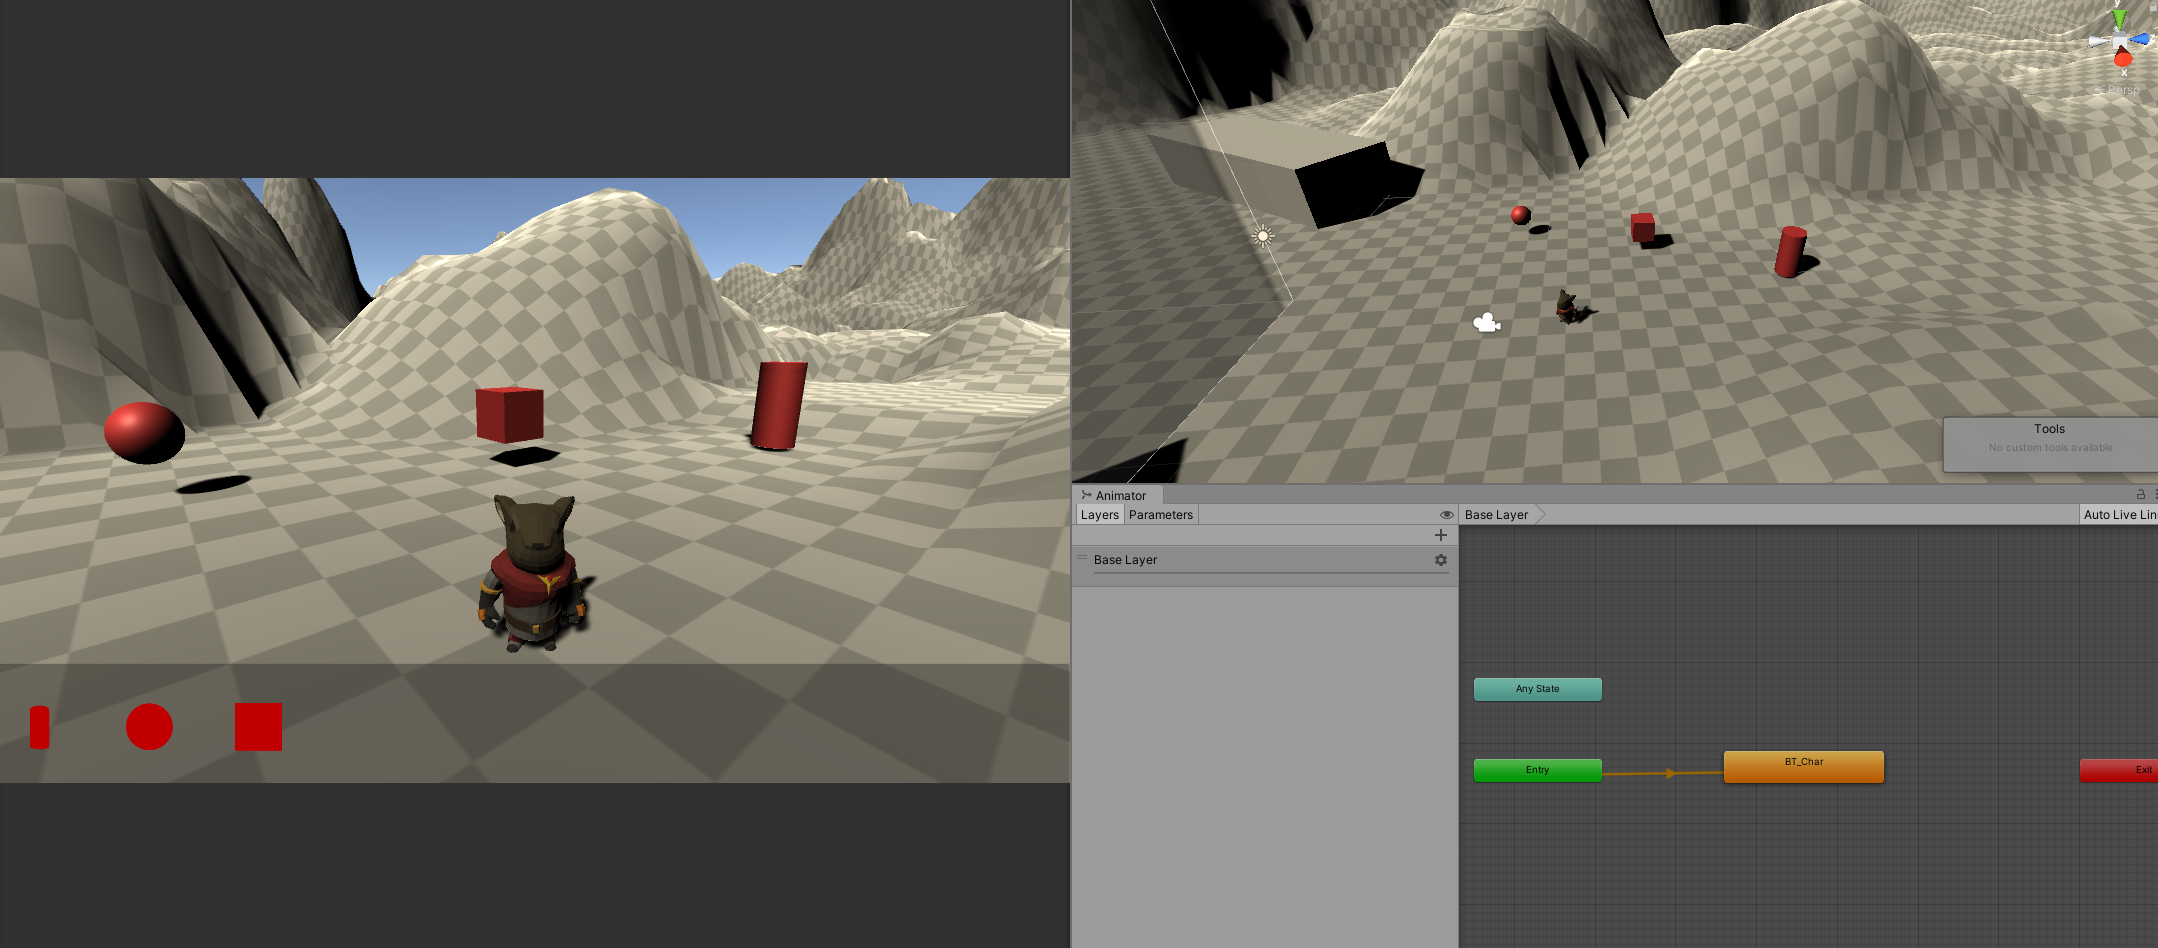 y
x
< Persp
Tools
No custom tools available
Animator
Layers Parameters
Base Layer
Auto Live Lin
Base Layer
Any State
Entry
BT_Char
Exit